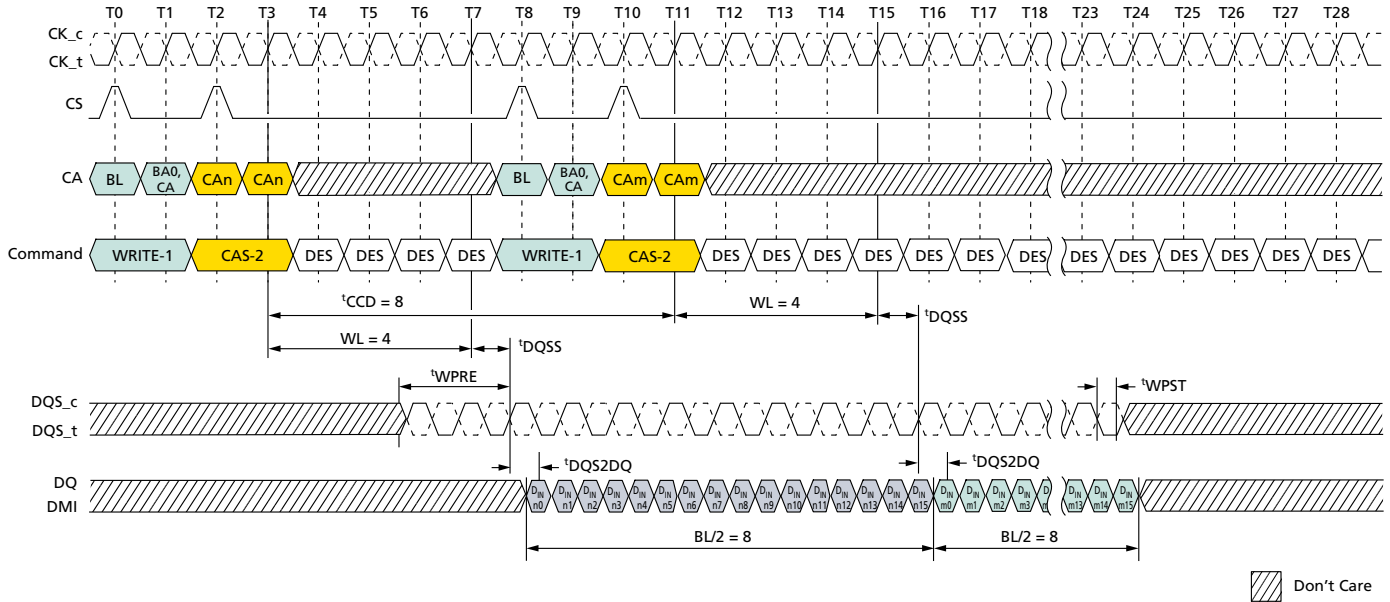 T0 T1 T2 T3 T4 T5 T6 T7 T8 T9 T10 T11 T12 T13 T14 T15 T16 T17 T18 T23 T24 T25 T26 T27 T28
CK_c
CK_t
CS
CA BL BA0, CA CAn CAn BL BA0, CA CAm CAm
Command WRITE-1 CAS-2 DES DES DES DES WRITE-1 CAS-2 DES DES DES DES DES DES DES DES DES DES DES DES DES
tCCD = 8 WL = 4 tDQSS
WL = 4 tDQSS
tWPRE tWPST
DQS_c
DQS_t
tDQS2DQ tDQS2DQ
DQ
DMI
DIN n0 DIN n1 DIN n2 DIN n3 DIN n4 DIN n5 DIN n6 DIN n7 DIN n8 DIN n9 DIN n10 DIN n11 DIN n12 DIN n13 DIN n14 DIN n15 DIN m0 DIN m1 DIN m2 DIN m3 DIN m13 DIN m14 DIN m15
BL/2 = 8 BL/2 = 8
Don't Care